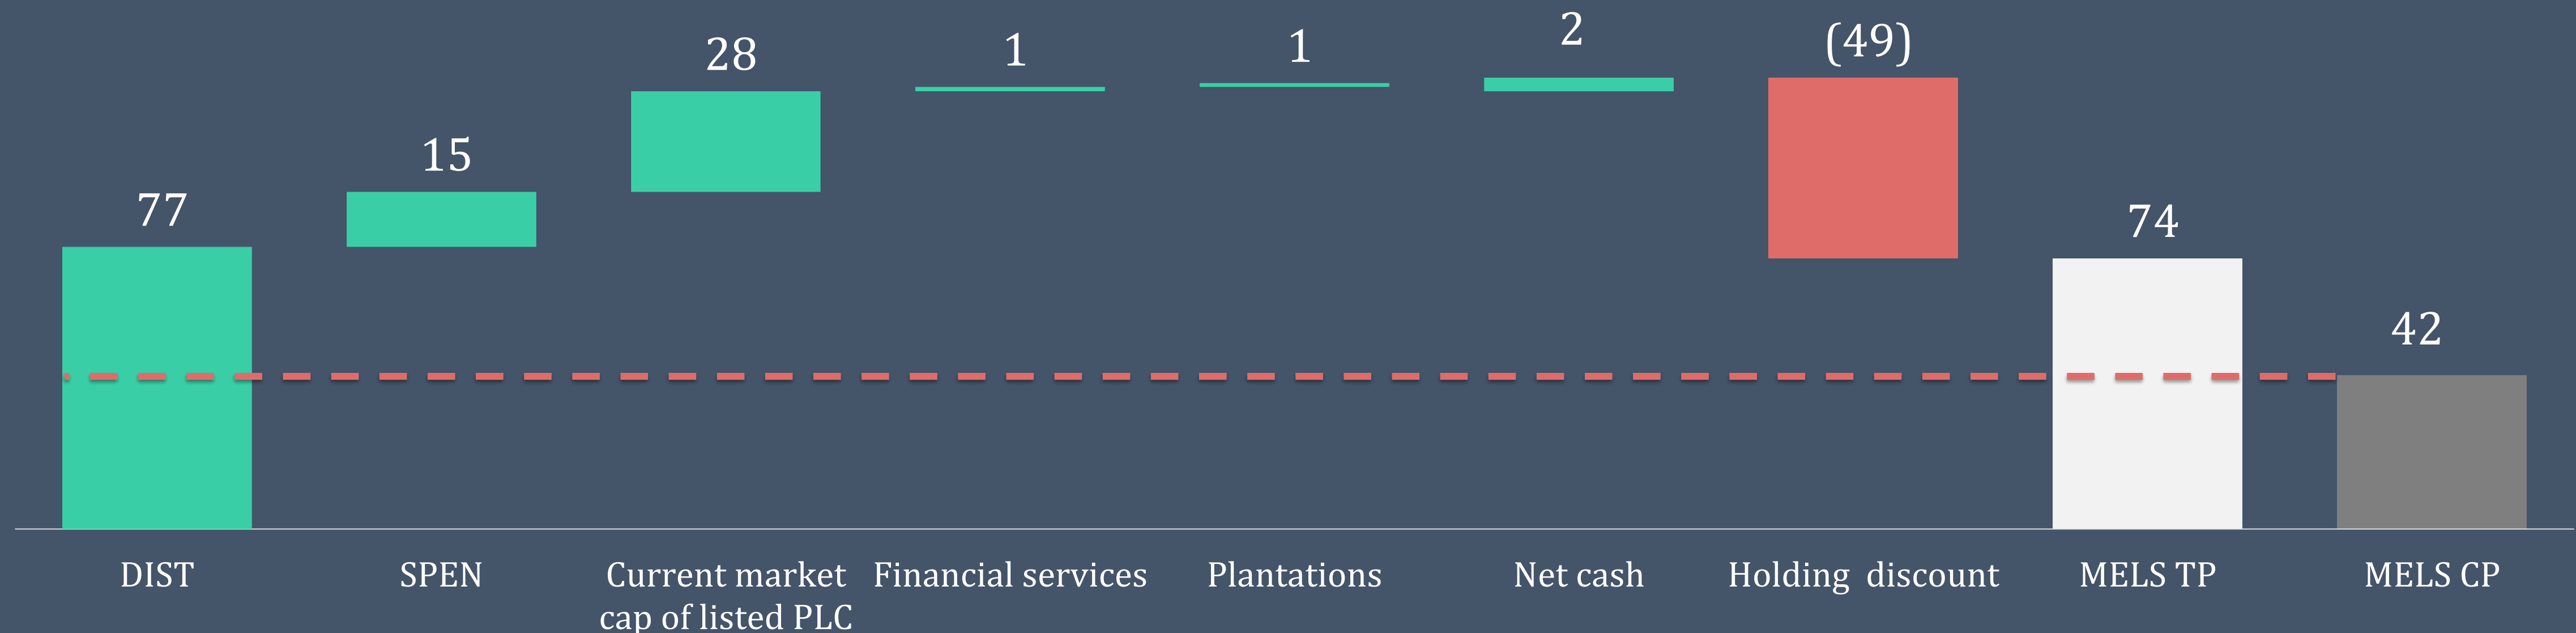 77
15
28
1
1
2
(49)
74
42
DIST
SPEN
Current market
cap of listed PLC
Financial services
Plantations
Net cash
Holding  discount
MELS TP
MELS CP